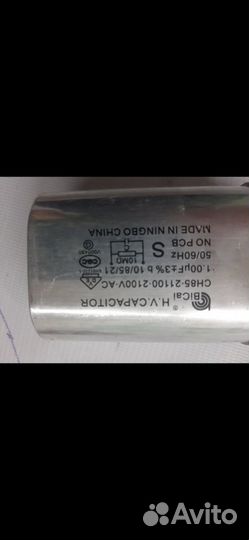 BiCai ® H.V.CAPACITOR
CH85-21100-2100V·AC
1.00μF±3% b 10/85/21
50/60Hz
NO PCB S
MADE IN NINGBO CHINA
10MΩ
C
Avito